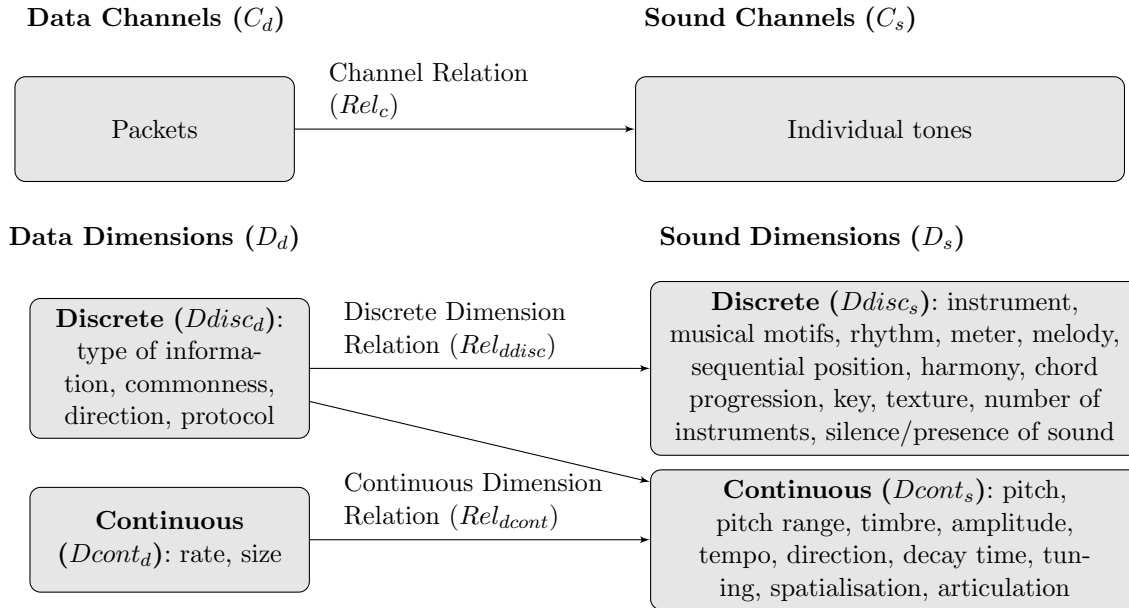 Data Channels (C_d)
Sound Channels (C_s)
Channel Relation
(Rel_c)
Packets
Individual tones
Data Dimensions (D_d)
Sound Dimensions (D_s)
Discrete (Ddisc_d):
type of informa-
tion, commonness,
direction, protocol
Discrete Dimension
Relation (Rel_ddisc)
Discrete (Ddisc_s): instrument,
musical motifs, rhythm, meter, melody,
sequential position, harmony, chord
progression, key, texture, number of
instruments, silence/presence of sound
Continuous
(Dcont_d): rate, size
Continuous Dimension
Relation (Rel_dcont)
Continuous (Dcont_s): pitch,
pitch range, timbre, amplitude,
tempo, direction, decay time, tun-
ing, spatialisation, articulation